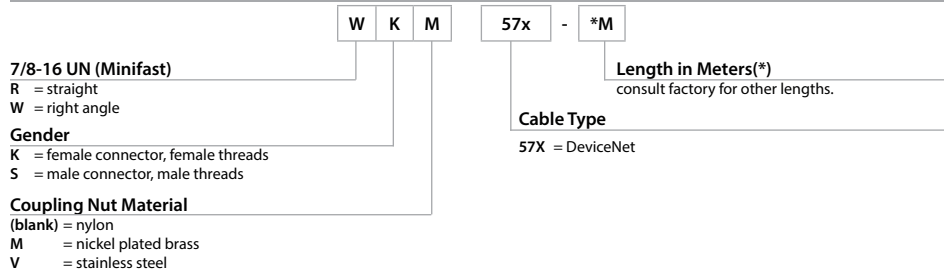 W K M 57x - *M
7/8-16 UN (Minifast)
R = straight
W = right angle
Gender
K = female connector, female threads
S = male connector, male threads
Coupling Nut Material
(blank) = nylon
M = nickel plated brass
V = stainless steel
Length in Meters(*)
consult factory for other lengths.
Cable Type
57X = DeviceNet